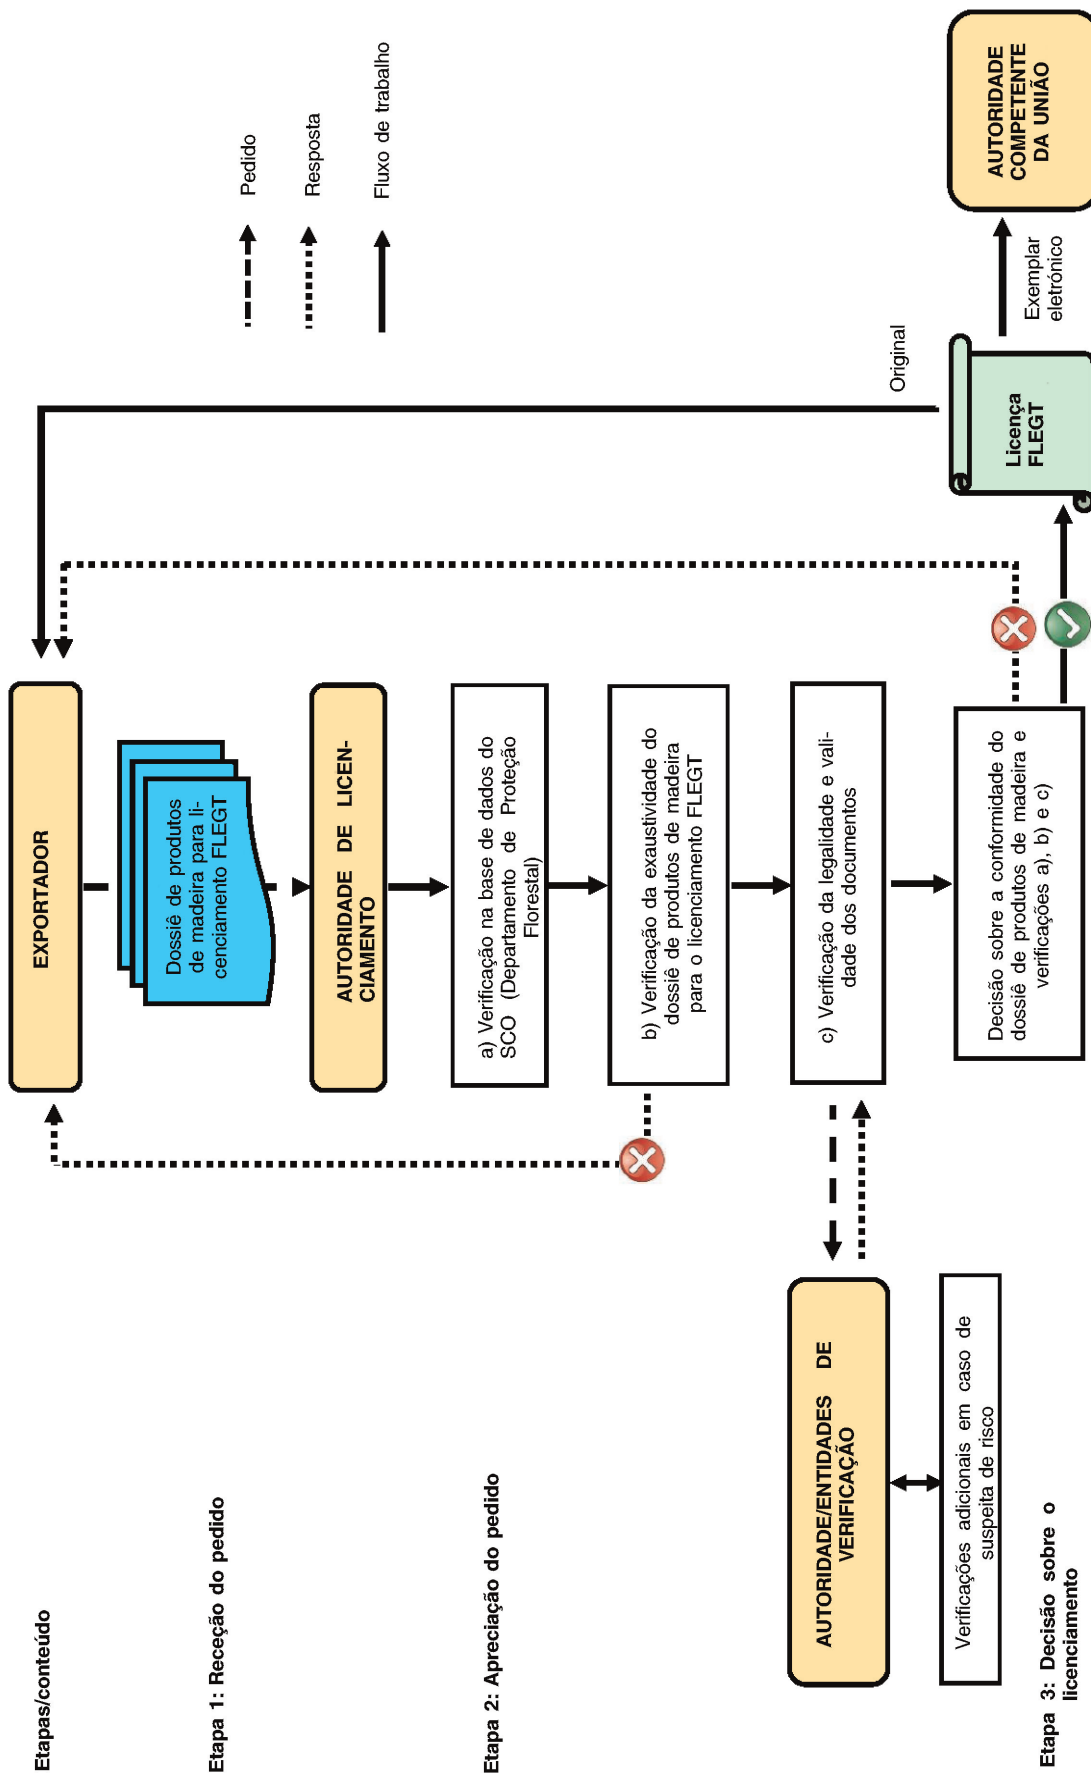 Etapas/conteúdo
EXPORTADOR
Pedido
Resposta
Fluxo de trabalho
Etapa 1: Receção do pedido
Dossiê de produtos
de madeira para li-
cenciamento FLEGT
AUTORIDADE DE LICEN-
CIAMENTO
Etapa 2: Apreciação do pedido
a) Verificação na base de dados do
SCO (Departamento de Proteção
Florestal)
b) Verificação da exaustividade do
dossiê de produtos de madeira
para o licenciamento FLEGT
AUTORIDADE/ENTIDADES DE
VERIFICAÇÃO
c) Verificação da legalidade e vali-
dade dos documentos
Verificações adicionais em caso de
suspeita de risco
Etapa 3: Decisão sobre o
licenciamento
Decisão sobre a conformidade do
dossiê de produtos de madeira e
verificações a), b) e c)
Original
Licença
FLEGT
Exemplar
eletrónico
AUTORIDADE
COMPETENTE
DA UNIÃO